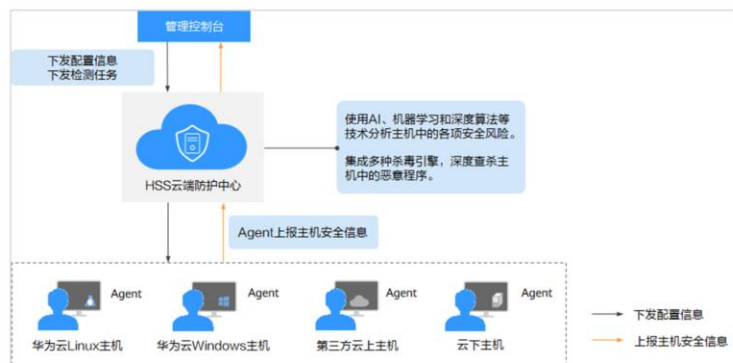 管理控制台
下发配置信息
下发检测任务
使用AI、机器学习和深度算法等
技术分析主机中的各项安全风险。
集成多种杀毒引擎，深度查杀主
机中的恶意程序。
HSS云端防护中心
Agent上报主机安全信息
Agent
Agent
Agent
Agent
华为云Linux主机
华为云Windows主机
第三方云上主机
云下主机
下发配置信息
上报主机安全信息